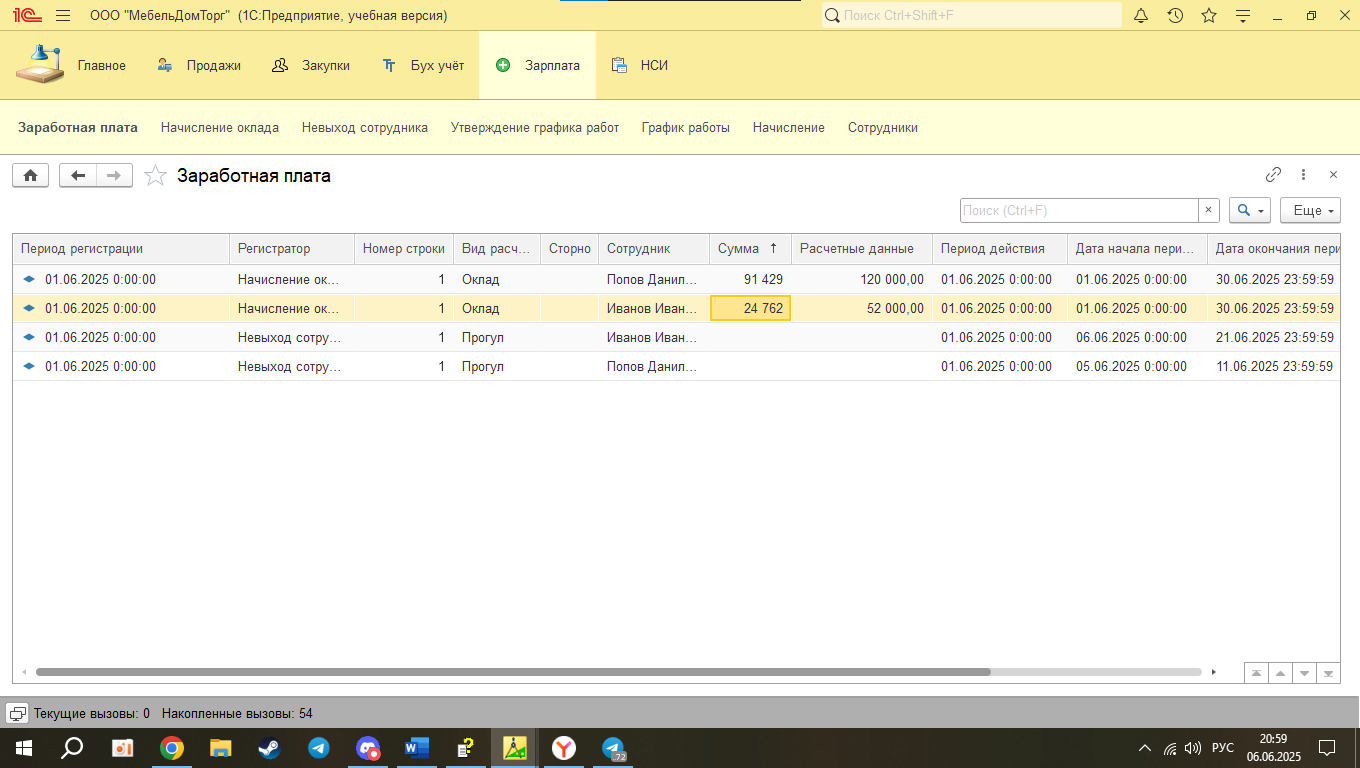 1С ООО "МебельДомТорг" (1С:Предприятие, учебная версия) Поиск Ctrl+Shift+F
Главное Продажи Закупки Бух учёт Зарплата НСИ
Заработная плата Начисление оклада Невыход сотрудника Утверждение графика работ График работы Начисление Сотрудники
Заработная плата
Поиск (Ctrl+F) × Еще
Период регистрации Регистратор Номер строки Вид расч... Сторно Сотрудник Сумма ↑ Расчетные данные Период действия Дата начала пери... Дата окончания пери
01.06.2025 0:00:00 Начисление ок... 1 Оклад Попов Данил... 91 429 120 000,00 01.06.2025 0:00:00 01.06.2025 0:00:00 30.06.2025 23:59:59
01.06.2025 0:00:00 Начисление ок... 1 Оклад Иванов Иван... 24 762 52 000,00 01.06.2025 0:00:00 01.06.2025 0:00:00 30.06.2025 23:59:59
01.06.2025 0:00:00 Невыход сотру... 1 Прогул Иванов Иван... 01.06.2025 0:00:00 06.06.2025 0:00:00 21.06.2025 23:59:59
01.06.2025 0:00:00 Невыход сотру... 1 Прогул Попов Данил... 01.06.2025 0:00:00 05.06.2025 0:00:00 11.06.2025 23:59:59
Текущие вызовы: 0 Накопленные вызовы: 54
72 РУС 20:59
06.06.2025